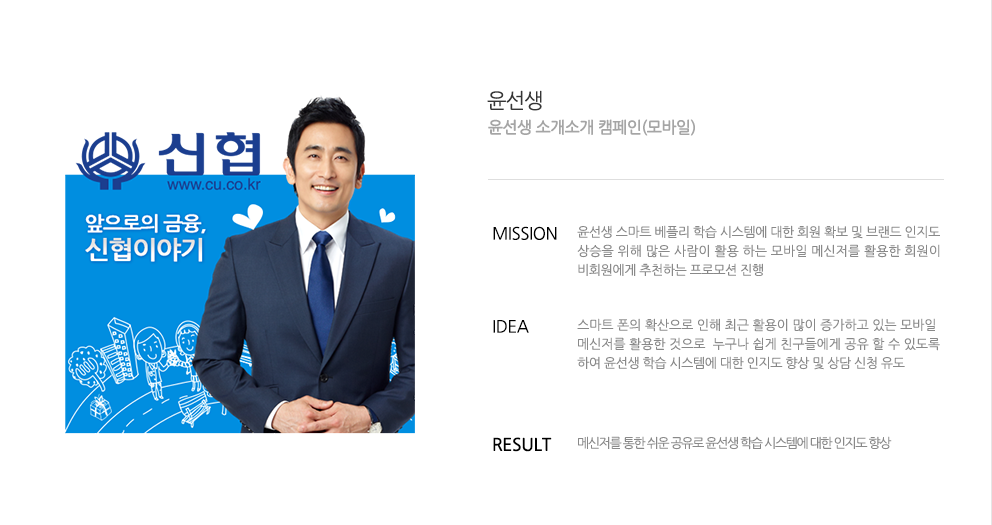 신협
www.cu.co.kr
앞으로의 금융,
신협이야기
윤선생
윤선생 소개소개 캠페인(모바일)
MISSION
윤선생 스마트 베플리 학습 시스템에 대한 회원 확보 및 브랜드 인지도
상승을 위해 많은 사람이 활용 하는 모바일 메신저를 활용한 회원이
비회원에게 추천하는 프로모션 진행
IDEA
스마트 폰의 확산으로 인해 최근 활용이 많이 증가하고 있는 모바일
메신저를 활용한 것으로 누구나 쉽게 친구들에게 공유 할 수 있도록
하여 윤선생 학습 시스템에 대한 인지도 향상 및 상담 신청 유도
RESULT
메신저를 통한 쉬운 공유로 윤선생 학습 시스템에 대한 인지도 향상